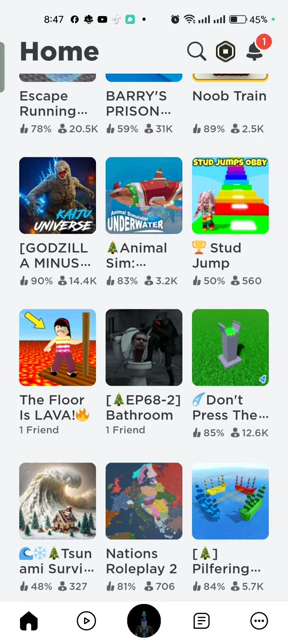 8:47
45%
Home
1
Escape
Running...
78% 20.5K
BARRY'S
PRISON...
59% 31K
Noob Train
89% 2.5K
KAIJU
UNIVERSE
[GODZILL
A MINUS...
90% 14.4K
Animal Simulator
UNDERWATER
🎄Animal
Sim:...
83% 3.2K
STUD JUMPS OBBY
🏆 Stud
Jump
50% 560
The Floor
Is LAVA!🔥
1 Friend
[🎄EP68-2]
Bathroom
1 Friend
4
Don't
Press The...
85% 12.6K
🌊❄️🎄Tsun
ami Survi...
48% 327
Nations
Roleplay 2
81% 706
[🎄]
Pilfering...
84% 5.7K